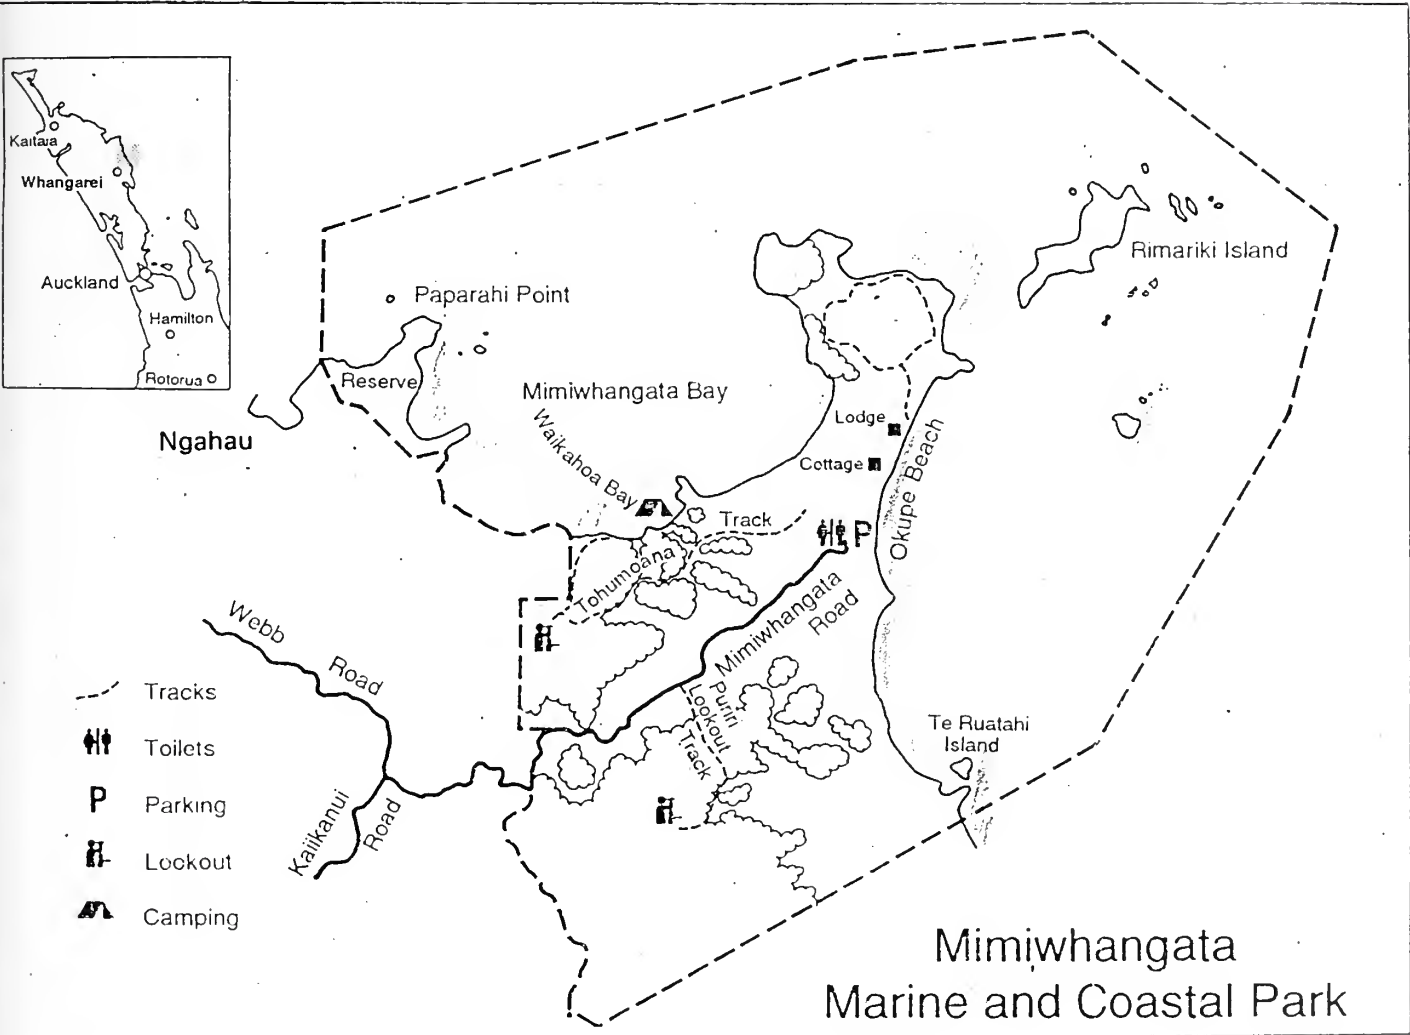 Kaitaia
Whangarei
Auckland
Hamilton
Rotorua
Paparahi Point
Reserve
Ngahau
Mimiwhangata Bay
Waikahoa Bay
Rimariki Island
Lodge
Cottage
Okupe Beach
Track
P
Tohumoana
Mimiwhangata
Road
Webb
Road
Puriri
Lookout
Track
Te Ruatahi
Island
Kaiikanui
Road
Tracks
Toilets
P Parking
Lookout
Camping
Mimiwhangata
Marine and Coastal Park